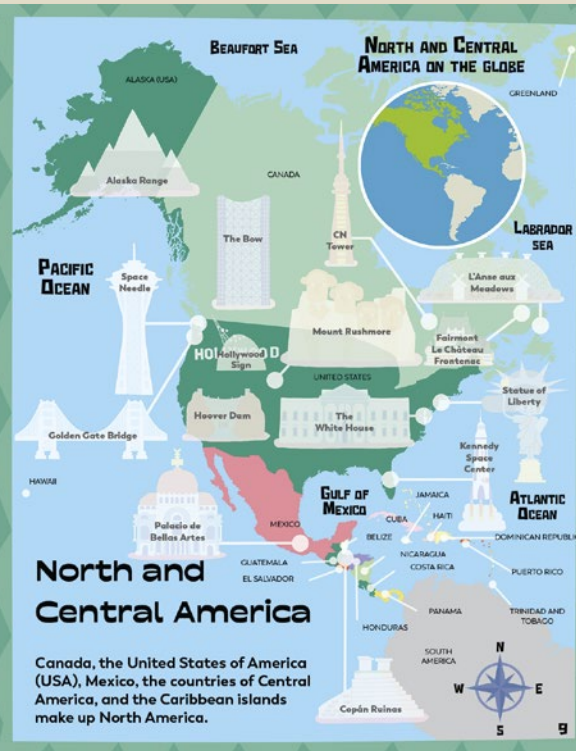 BEAUFORT SEA
NORTH AND CENTRAL
AMERICA ON THE GLOBE
ALASKA (USA)
GREENLAND
Alaska Range
CANADA
The Bow
CN
Tower
LABRADOR
SEA
PACIFIC
OCEAN
Space
Needle
L'Anse aux
Meadows
Mount Rushmore
Fairmont
Le Château
Frontenac
HOLLYWOOD
Hollywood
Sign
UNITED STATES
Statue of
Liberty
Hoover Dam
The
White House
Golden Gate Bridge
Kennedy
Space
Center
HAWAII
GULF OF
MEXICO
JAMAICA
ATLANTIC
OCEAN
Palacio de
Bellas Artes
MEXICO
CUBA
HAITI
BELIZE
DOMINICAN REPUBLIC
NICARAGUA
GUATEMALA
COSTA RICA
EL SALVADOR
PUERTO RICO
North and
Central America
PANAMA
TRINIDAD AND
TOBAGO
HONDURAS
SOUTH
AMERICA
Canada, the United States of America
(USA), Mexico, the countries of Central
America, and the Caribbean islands
make up North America.
Copán Ruinas
N
W
E
S
9